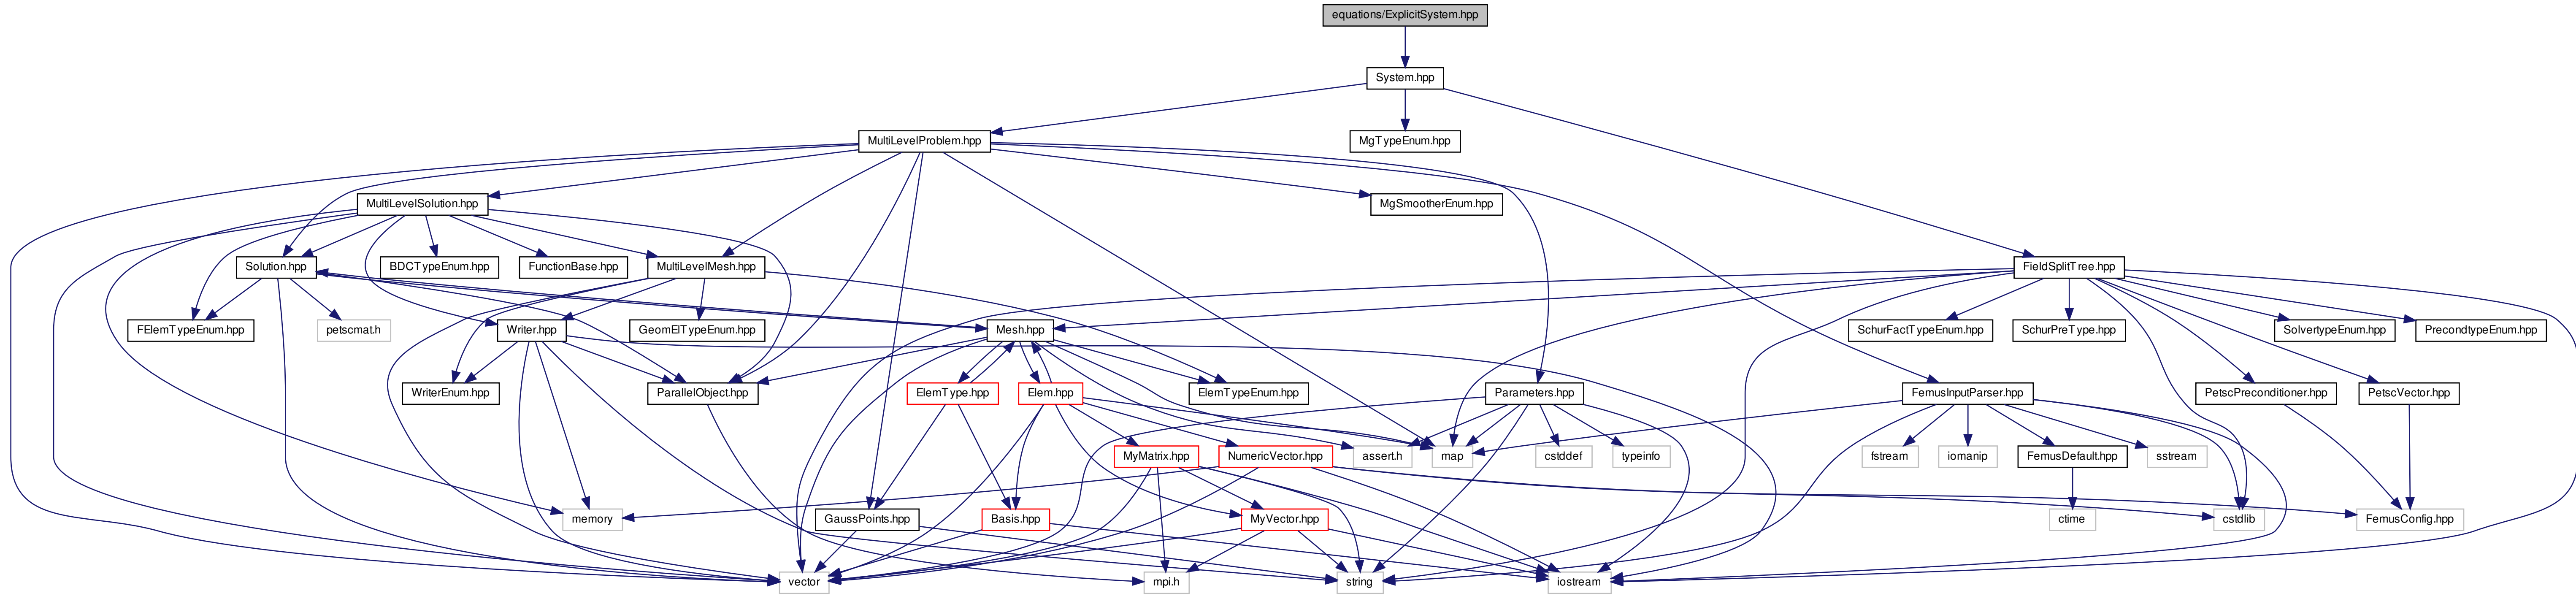 equations/ExplicitSystem.hpp
System.hpp
MultiLevelProblem.hpp
MgTypeEnum.hpp
MultiLevelSolution.hpp
MgSmootherEnum.hpp
Solution.hpp
BDCTypeEnum.hpp
FunctionBase.hpp
MultiLevelMesh.hpp
FieldSplitTree.hpp
FElemTypeEnum.hpp
petscmat.h
Writer.hpp
GeomElTypeEnum.hpp
Mesh.hpp
SchurFactTypeEnum.hpp
SchurPreType.hpp
SolvertypeEnum.hpp
PrecondtypeEnum.hpp
WriterEnum.hpp
ParallelObject.hpp
ElemType.hpp
Elem.hpp
ElemTypeEnum.hpp
Parameters.hpp
FemusInputParser.hpp
PetscPreconditioner.hpp
PetscVector.hpp
MyMatrix.hpp
NumericVector.hpp
assert.h
map
cstddef
typeinfo
fstream
iomanip
FemusDefault.hpp
sstream
memory
GaussPoints.hpp
Basis.hpp
MyVector.hpp
ctime
cstdlib
FemusConfig.hpp
vector
mpi.h
string
iostream